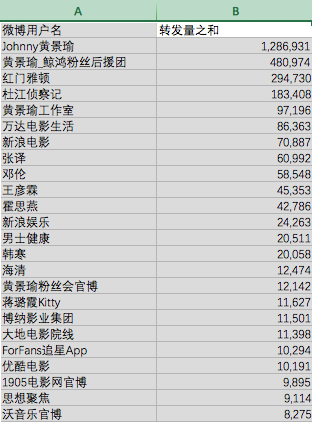 A B
微博用户名 转发量之和
Johnny黄景瑜 1,286,931
黄景瑜_鲸鸿粉丝后援团 480,974
红门雅顿 294,730
杜江侦察记 183,408
黄景瑜工作室 97,196
万达电影生活 86,363
新浪电影 70,887
张译 60,992
邓伦 58,548
王彦霖 45,353
霍思燕 42,786
新浪娱乐 24,263
男士健康 20,511
韩寒 20,058
海清 12,474
黄景瑜粉丝会官博 12,142
蒋璐霞Kitty 11,627
博纳影业集团 11,501
大地电影院线 11,398
ForFans追星App 10,294
优酷电影 10,191
1905电影网官博 9,895
思想聚焦 9,114
沃音乐官博 8,275